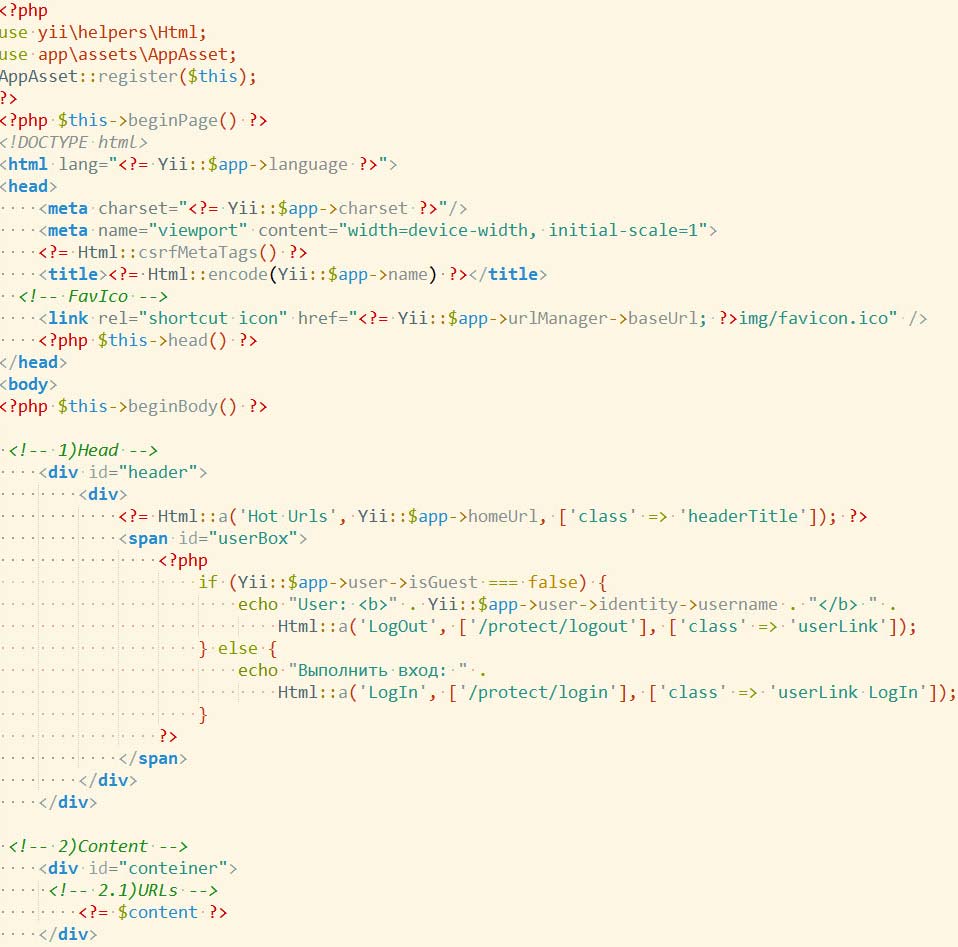 <?php
use yii\helpers\Html;
use app\assets\AppAsset;
AppAsset::register($this);
?>
<?php $this->beginPage() ?>
<!DOCTYPE html>
<html lang="<?= Yii::$app->language ?>">
<head>
    <meta charset="<?= Yii::$app->charset ?>"/>
    <meta name="viewport" content="width=device-width, initial-scale=1">
    <?= Html::csrfMetaTags() ?>
    <title><?= Html::encode(Yii::$app->name) ?></title>
  <!-- FavIco -->
    <link rel="shortcut icon" href="<?= Yii::$app->urlManager->baseUrl; ?>img/favicon.ico" />
    <?php $this->head() ?>
</head>
<body>
<?php $this->beginBody() ?>

 <!-- 1)Head -->
    <div id="header">
        <div>
            <?= Html::a('Hot Urls', Yii::$app->homeUrl, ['class' => 'headerTitle']); ?>
            <span id="userBox">
                <?php
                    if (Yii::$app->user->isGuest === false) {
                        echo "User: <b>" . Yii::$app->user->identity->username . "</b> " .
                            Html::a('LogOut', ['/protect/logout'], ['class' => 'userLink']);
                    } else {
                        echo "Выполнить вход: " .
                            Html::a('LogIn', ['/protect/login'], ['class' => 'userLink LogIn']);
                    }
                ?>
            </span>
        </div>
    </div>

 <!-- 2)Content -->
    <div id="conteiner">
     <!-- 2.1)URLs -->
        <?= $content ?>
    </div>